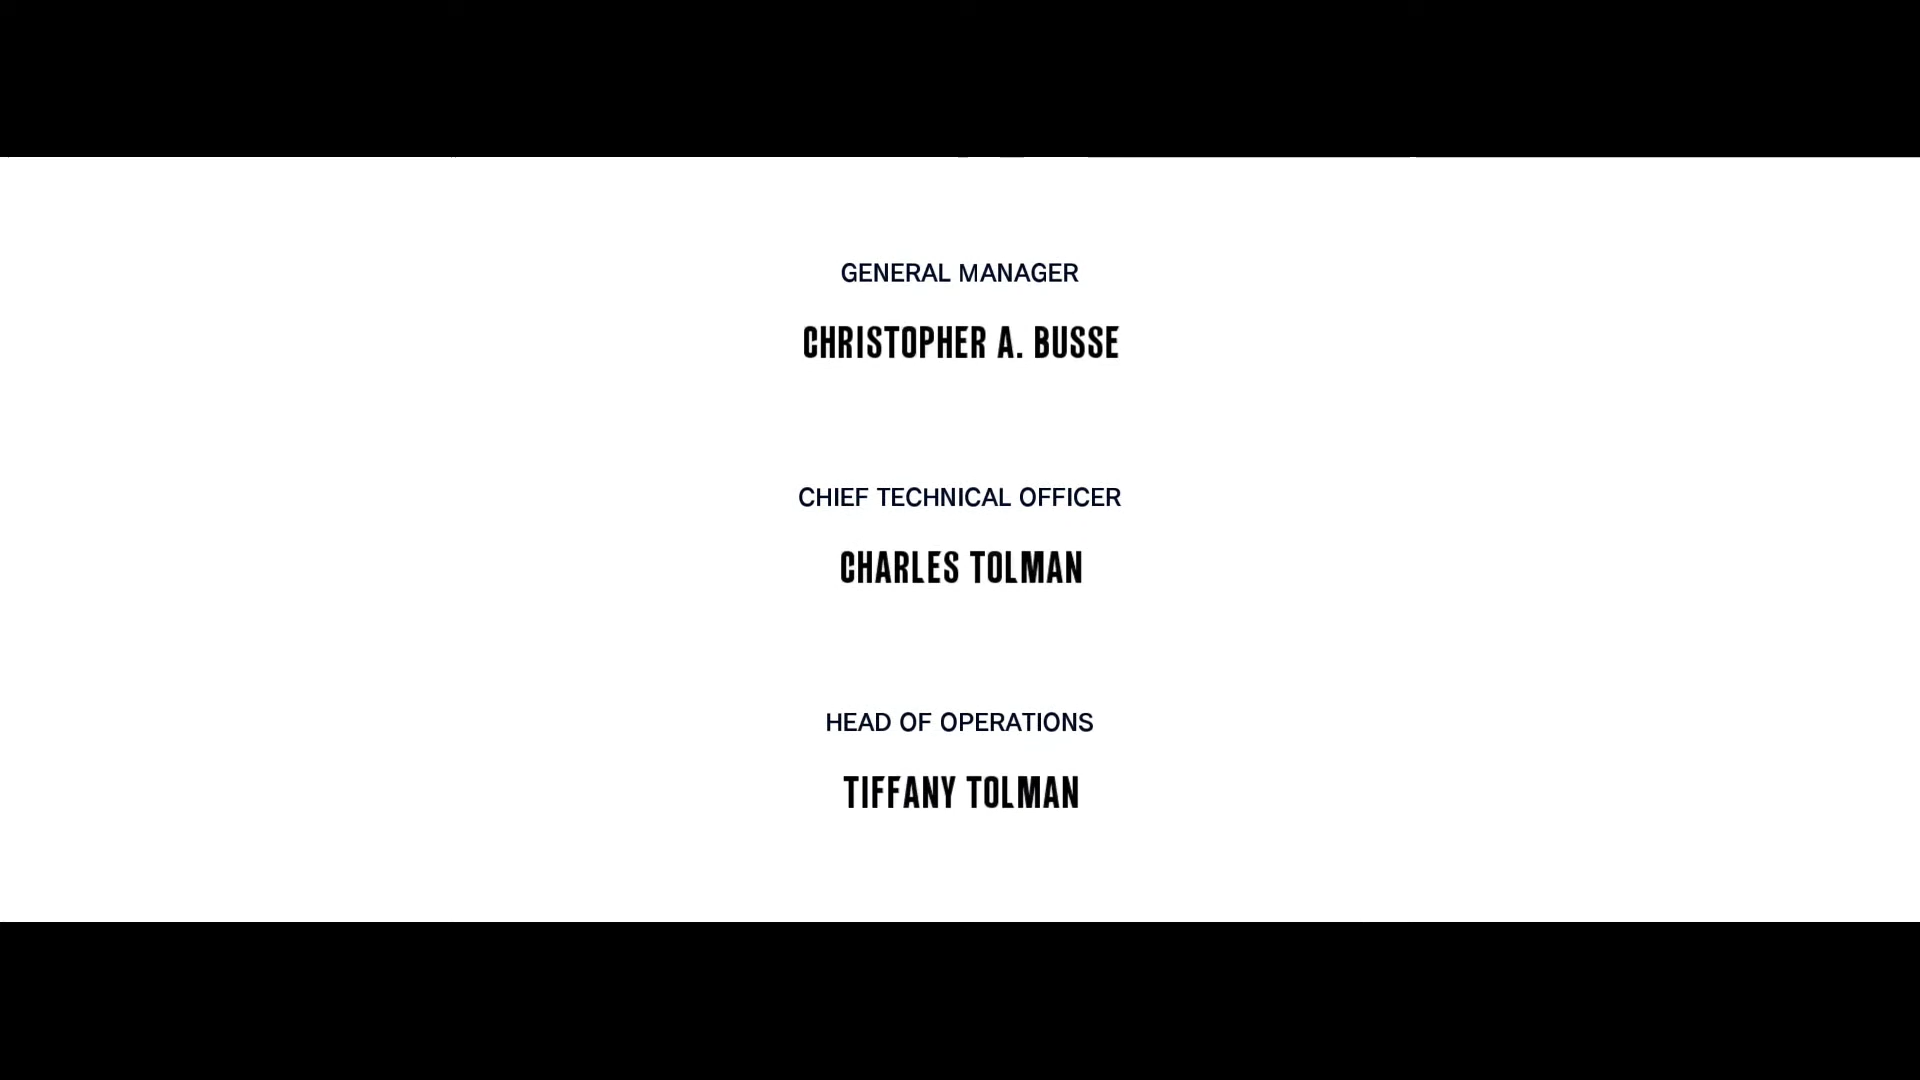 GENERAL MANAGER
CHRISTOPHER A. BUSSE
CHIEF TECHNICAL OFFICER
CHARLES TOLMAN
HEAD OF OPERATIONS
TIFFANY TOLMAN